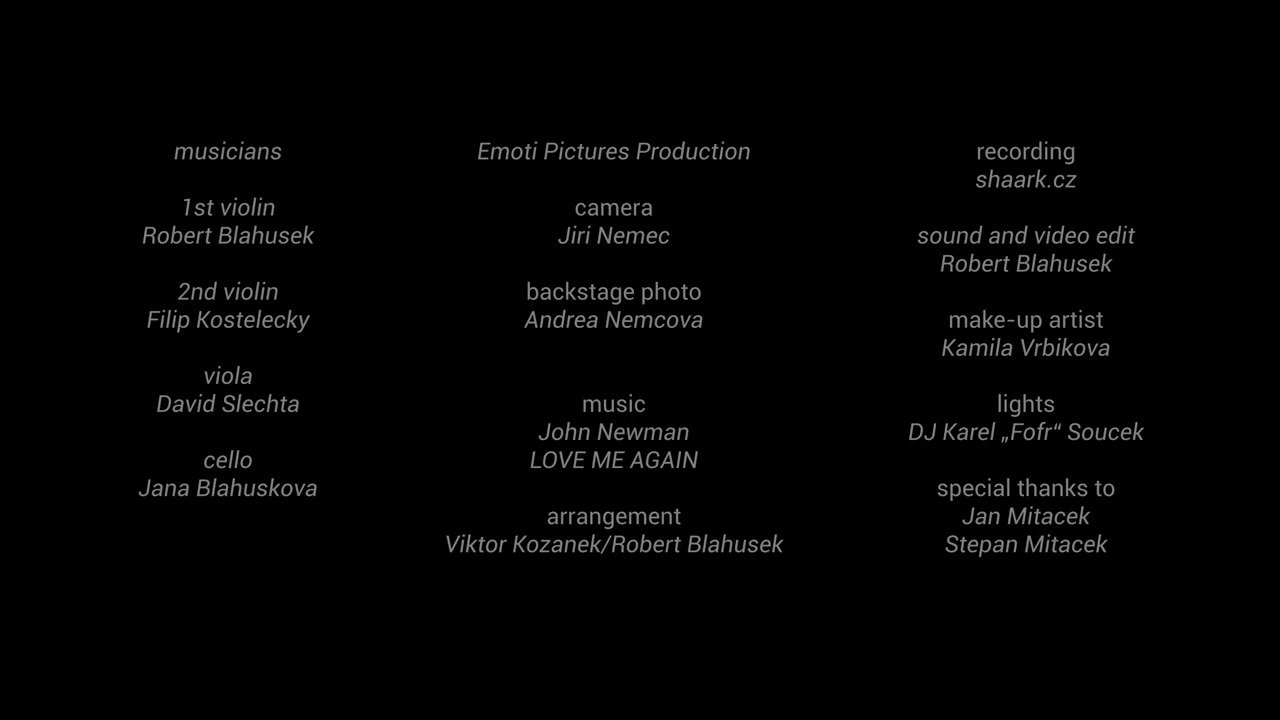 musicians
1st violin
Robert Blahusek
2nd violin
Filip Kostelecky
viola
David Slechta
cello
Jana Blahuskova
Emoti Pictures Production
camera
Jiri Nemec
backstage photo
Andrea Nemcova
music
John Newman
LOVE ME AGAIN
arrangement
Viktor Kozanek/Robert Blahusek
recording
shaark.cz
sound and video edit
Robert Blahusek
make-up artist
Kamila Vrbikova
lights
DJ Karel „Fofr“ Soucek
special thanks to
Jan Mitacek
Stepan Mitacek